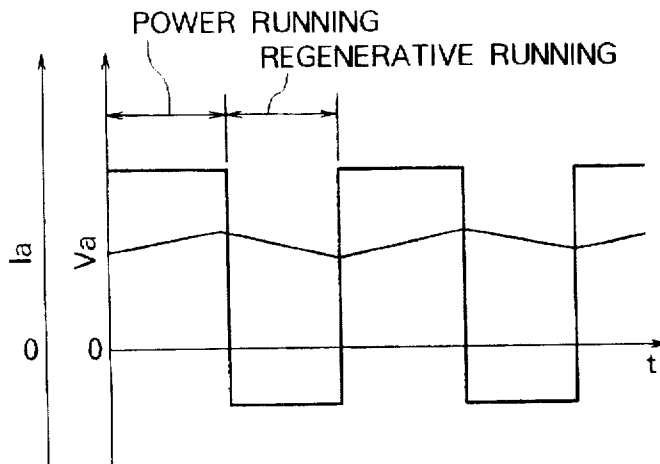 POWER RUNNING
REGENERATIVE RUNNING
Ia
Va
0
0
t